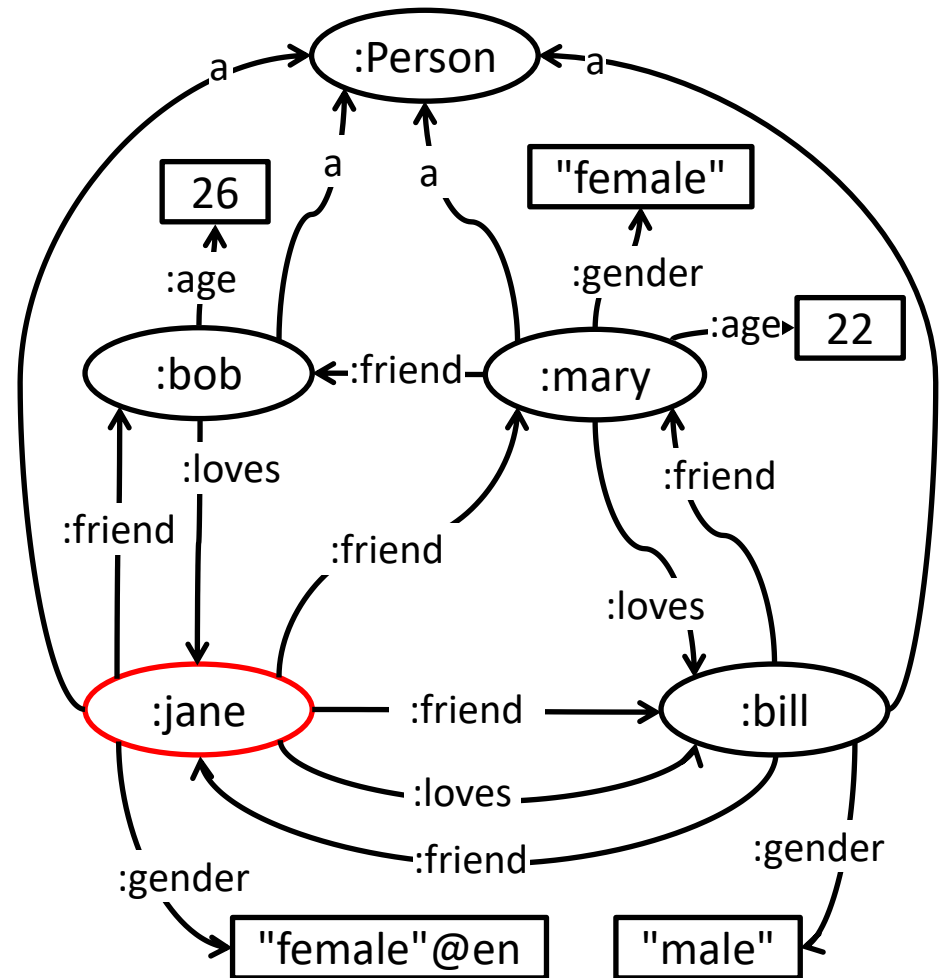 :Person
a
a
a
a
26
"female"
:age
:gender
:age
22
:bob
:friend
:mary
:loves
:friend
:friend
:friend
:loves
:jane
:friend
:bill
:loves
:friend
:gender
:gender
"female"@en
"male"